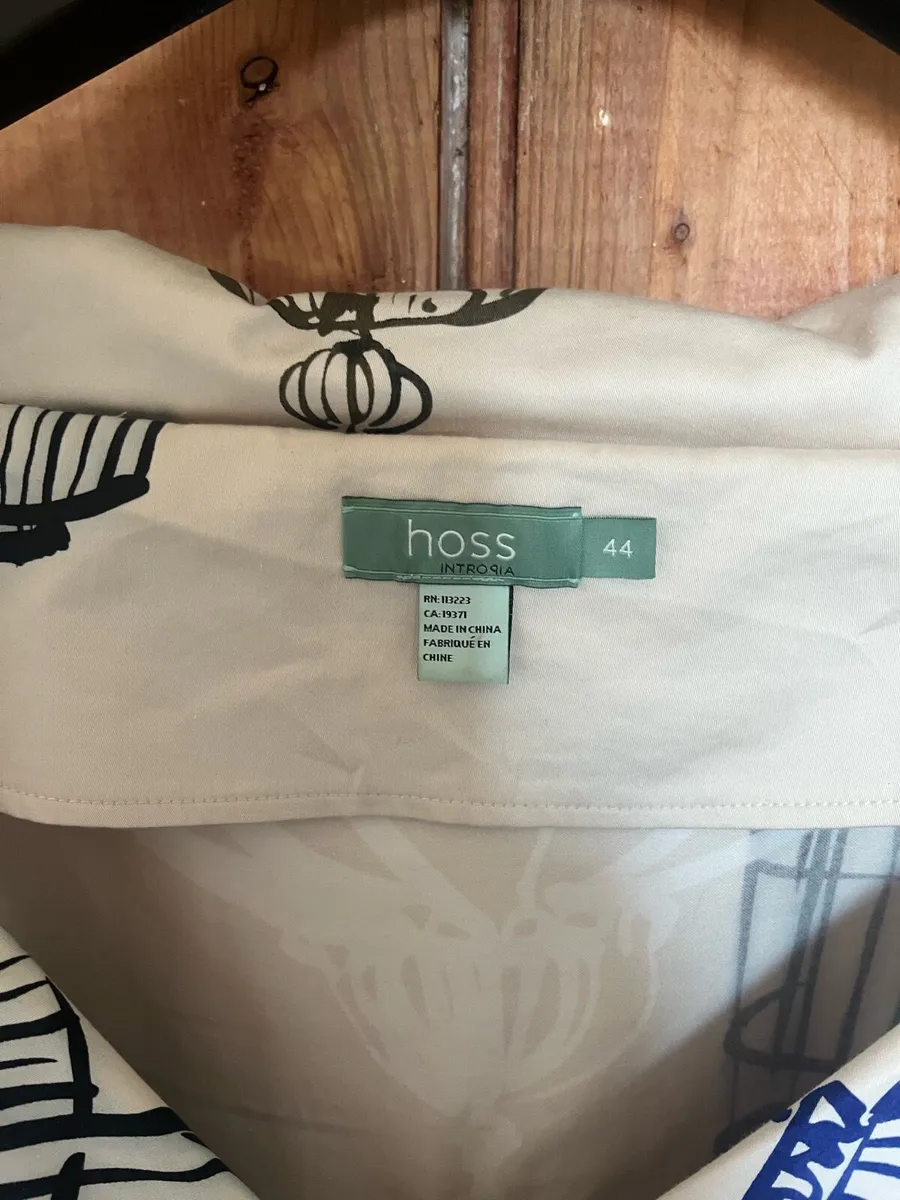 hoss
INTROPIA
44
RN: 113223
CA: 19371
MADE IN CHINA
FABRIQUÉ EN
CHINE